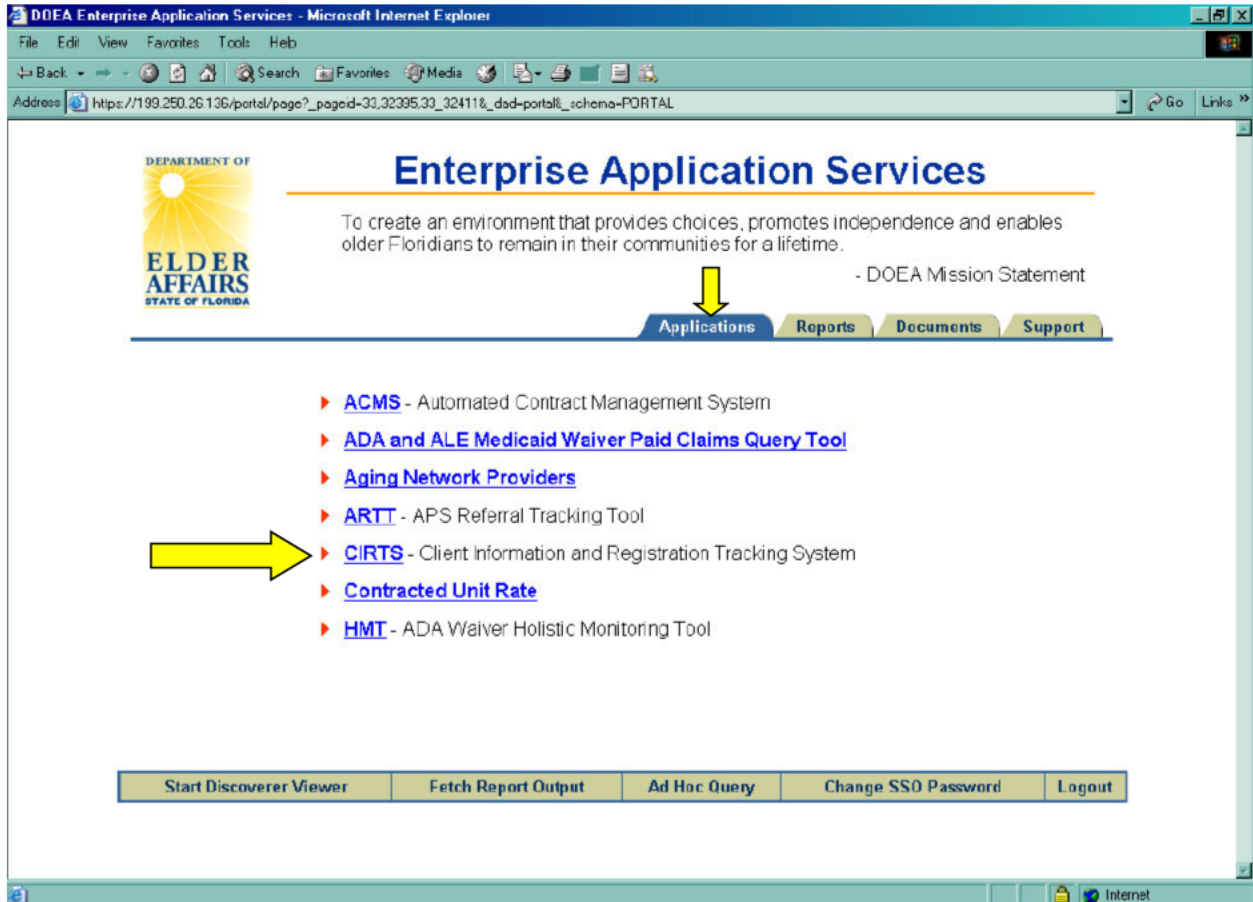 DOEA Enterprise Application Services - Microsoft Internet Explorer
File Edit View Favorites Tools Help
Back Search Favorites Media
Address https://199.250.26.136/portal/page?_pageid=33,32395,33_32411&_dad=portal&_schema=PORTAL Go Links »
DEPARTMENT OF
ELDER
AFFAIRS
STATE OF FLORIDA
Enterprise Application Services
To create an environment that provides choices, promotes independence and enables
older Floridians to remain in their communities for a lifetime.
- DOEA Mission Statement
Applications Reports Documents Support
ACMS - Automated Contract Management System
ADA and ALE Medicaid Waiver Paid Claims Query Tool
Aging Network Providers
ARTT - APS Referral Tracking Tool
CIRTS - Client Information and Registration Tracking System
Contracted Unit Rate
HMT - ADA Waiver Holistic Monitoring Tool
Start Discoverer Viewer Fetch Report Output Ad Hoc Query Change SSO Password Logout
Internet